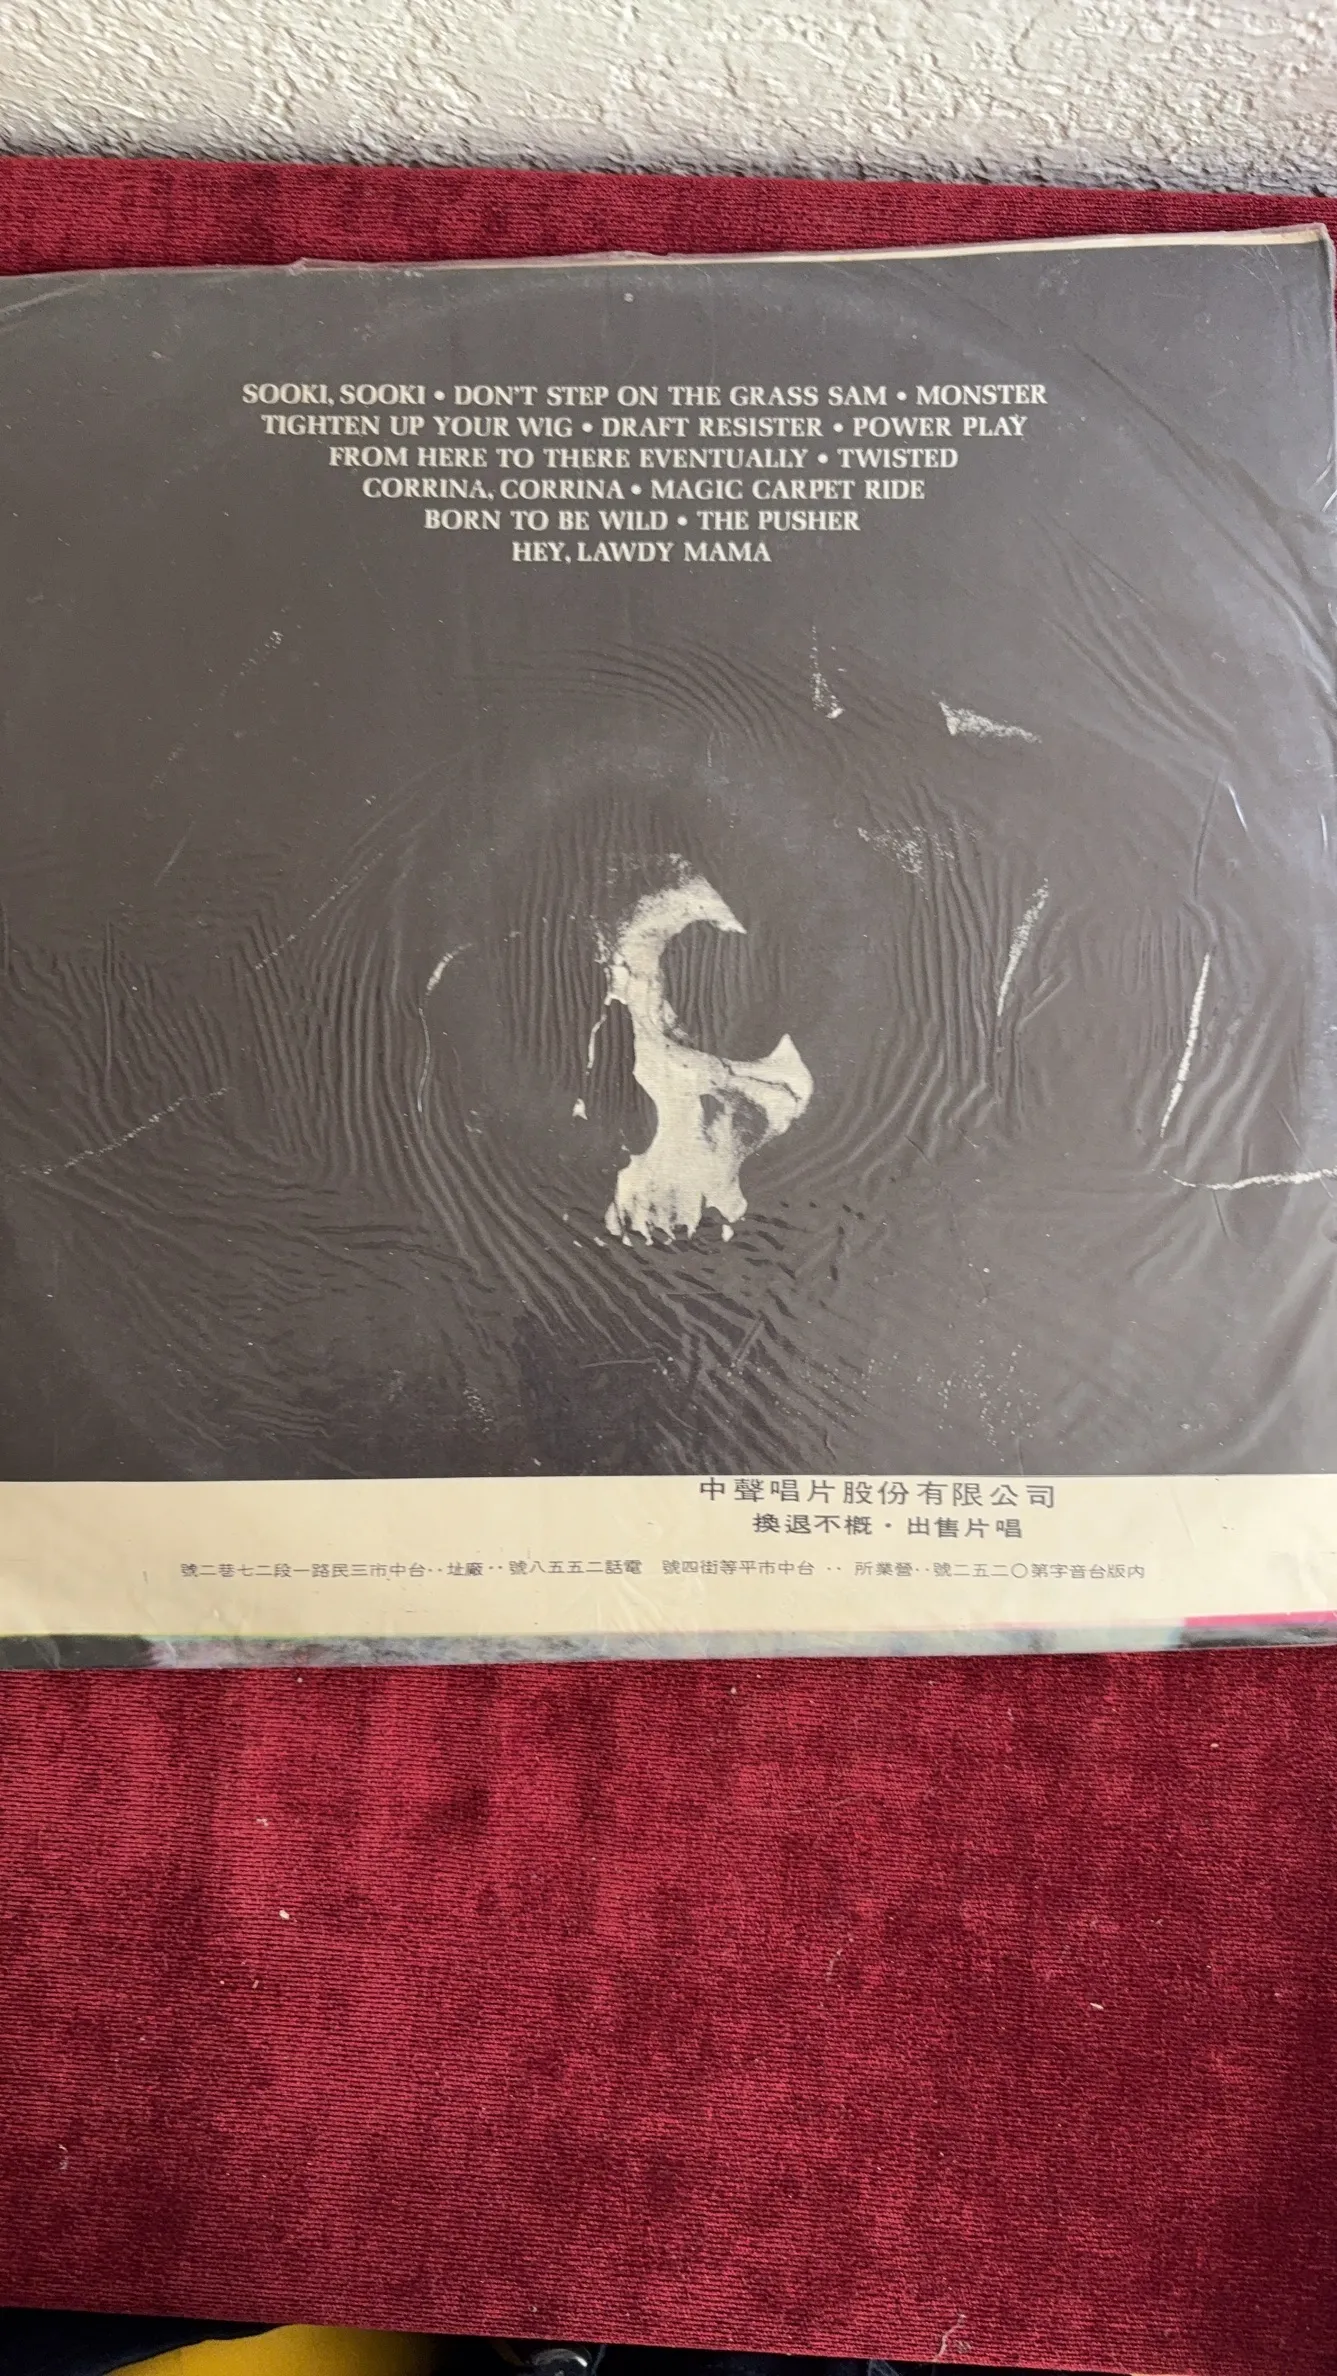 SOOKI, SOOKI • DON'T STEP ON THE GRASS SAM • MONSTER
TIGHTEN UP YOUR WIG • DRAFT RESISTER • POWER PLAY
FROM HERE TO THERE EVENTUALLY • TWISTED
CORRINA, CORRINA • MAGIC CARPET RIDE
BORN TO BE WILD • THE PUSHER
HEY, LAWDY MAMA
中聲唱片股份有限公司
換退不概・出售片唱
號二巷七二段一路民三市中台‥址廠‥號八五五二話電 號四街等平市中台‥所業營‥號二五二〇第字音台版內